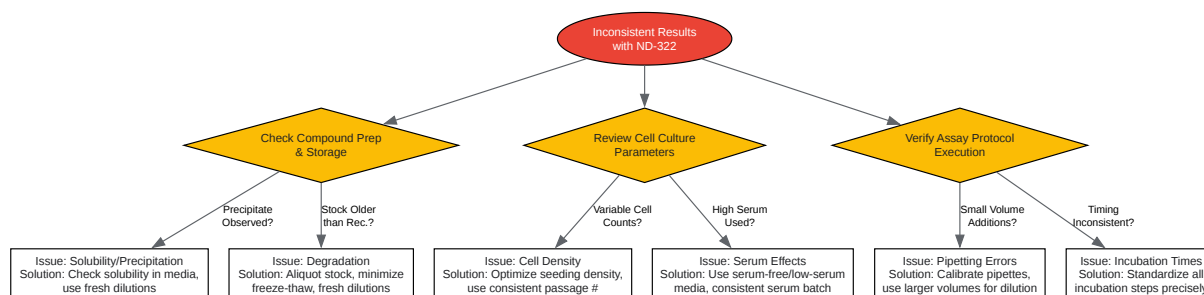 Inconsistent Results
with ND-322
Check Compound Prep
& Storage
Review Cell Culture
Parameters
Verify Assay Protocol
Execution
Precipitate
Observed?
Stock Older
than Rec.?
Variable Cell
Counts?
High Serum
Used?
Small Volume
Additions?
Timing
Inconsistent?
Issue: Solubility/Precipitation
Solution: Check solubility in media,
use fresh dilutions
Issue: Degradation
Solution: Aliquot stock, minimize
freeze-thaw, fresh dilutions
Issue: Cell Density
Solution: Optimize seeding density,
use consistent passage #
Issue: Serum Effects
Solution: Use serum-free/low-serum
media, consistent serum batch
Issue: Pipetting Errors
Solution: Calibrate pipettes,
use larger volumes for dilution
Issue: Incubation Times
Solution: Standardize all
incubation steps precisely